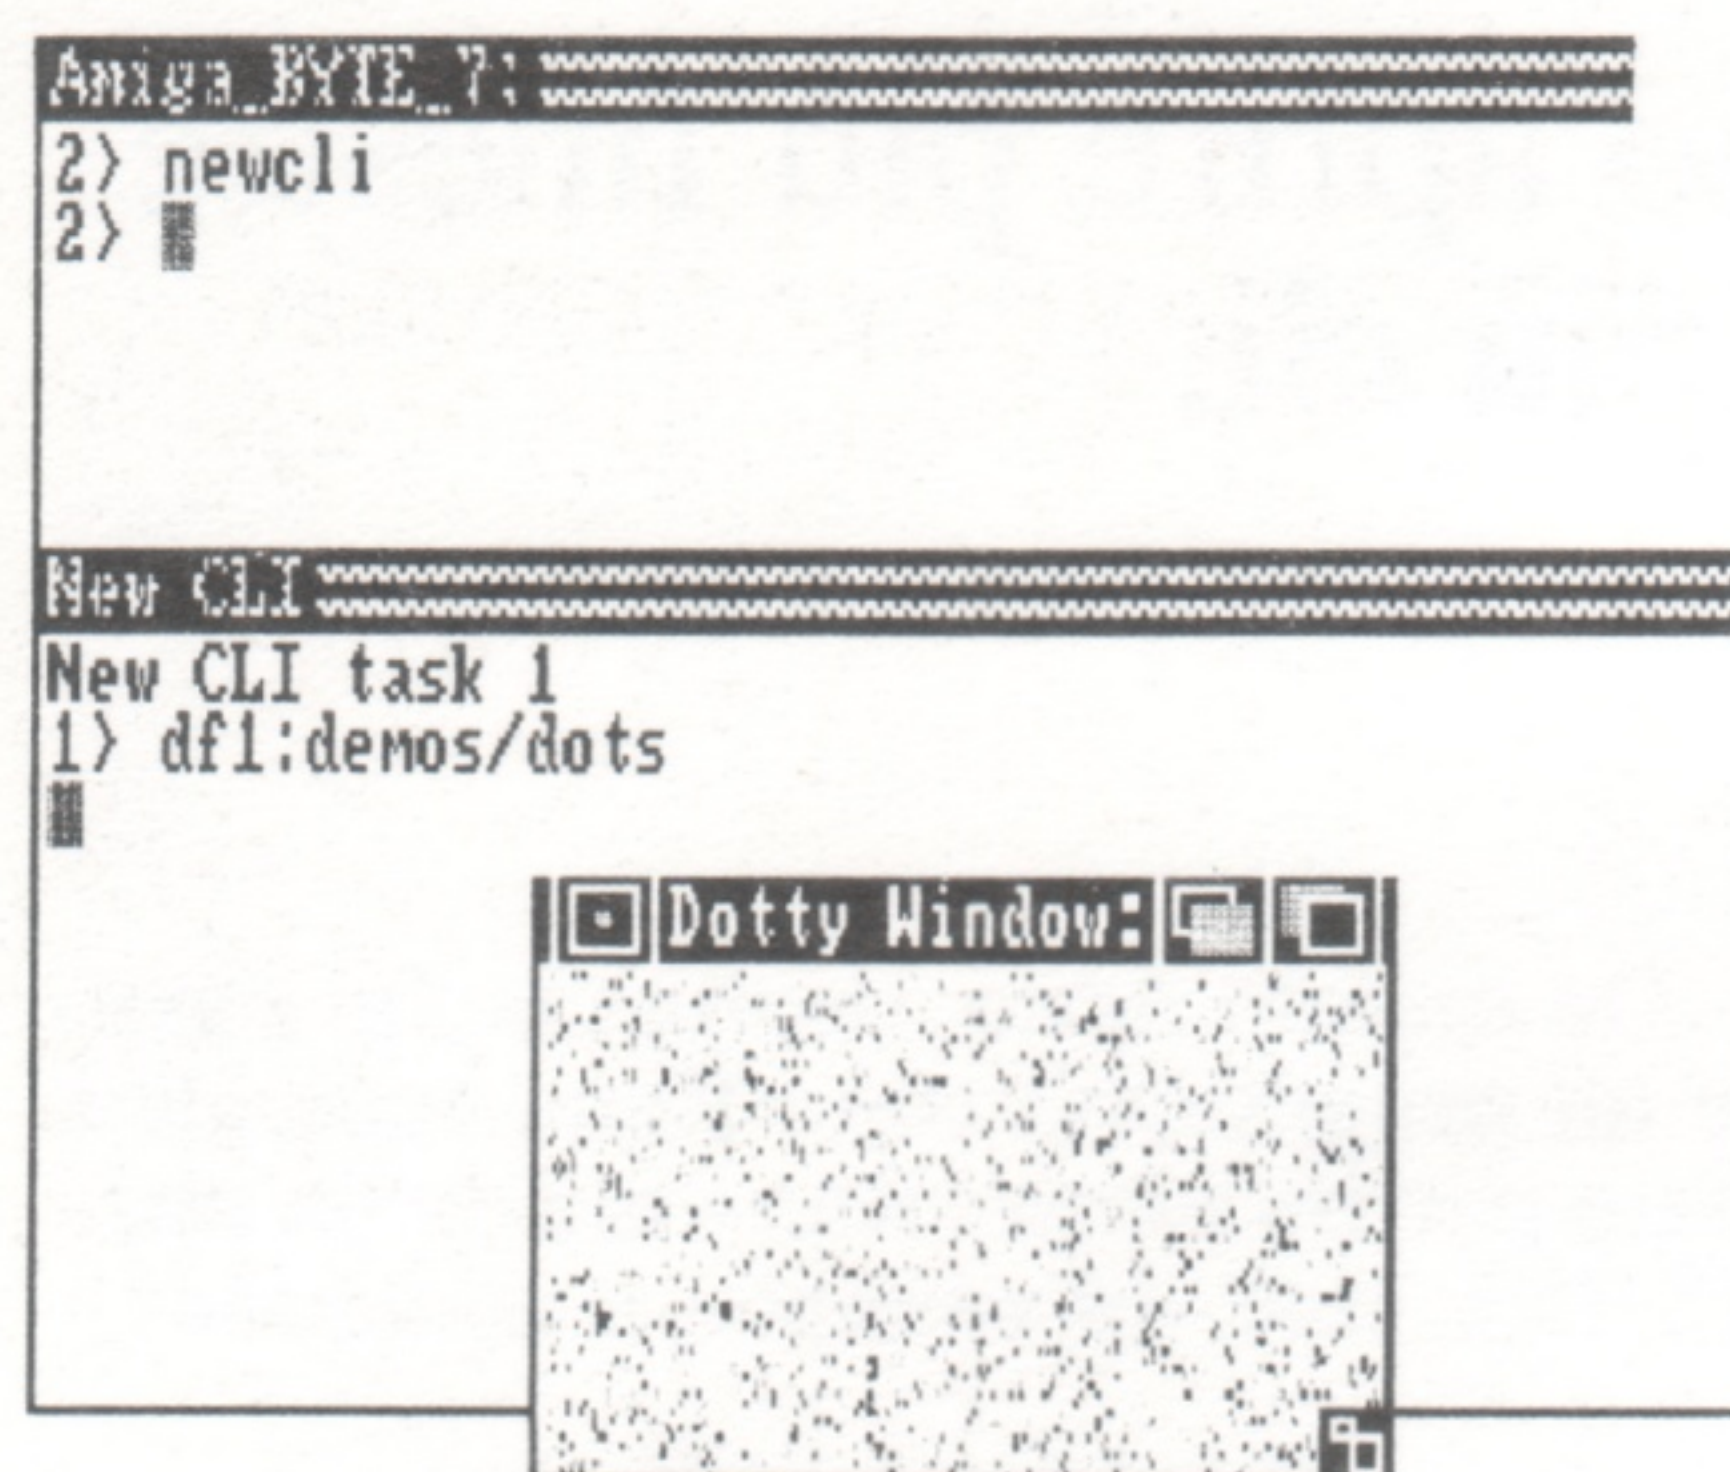 Amiga_BYTE_7:
2> newcli
2>
New CLI
New CLI task 1
1> df1:demos/dots
Dotty Window: